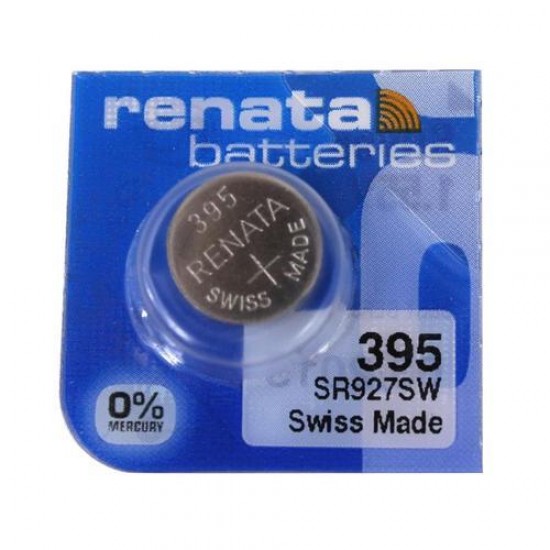 renata
batteries
395
RENATA
+
SWISS MADE
395
SR927SW
Swiss Made
0%
MERCURY